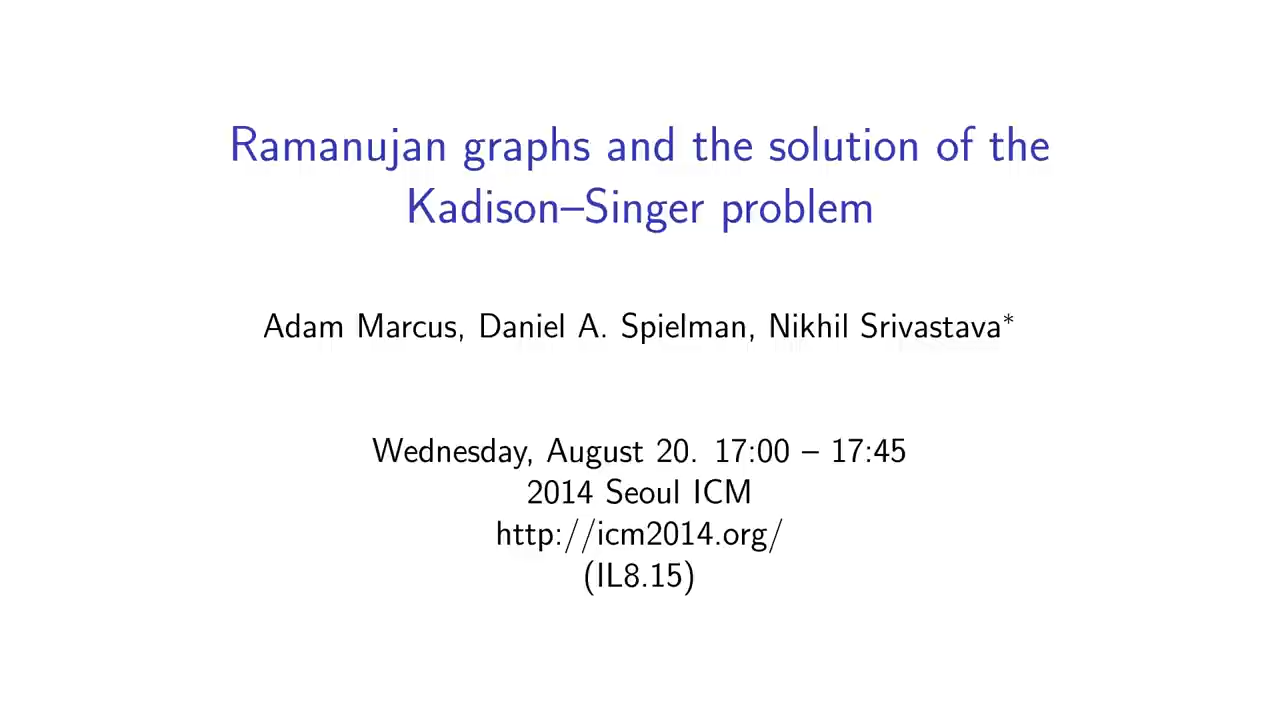 Ramanujan graphs and the solution of the
Kadison–Singer problem
Adam Marcus, Daniel A. Spielman, Nikhil Srivastava*
Wednesday, August 20. 17:00 – 17:45
2014 Seoul ICM
http://icm2014.org/
(IL8.15)